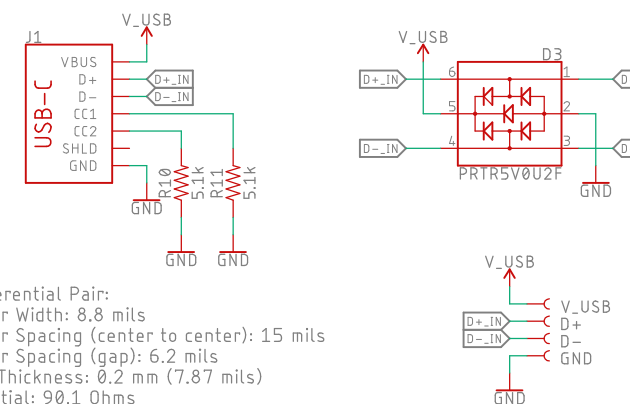 J1
V_USB
USB-C
VBUS
D+
D-
CC1
CC2
SHLD
GND
D+_IN
D-_IN
R10
5.1k
R11
5.1k
GND
GND
GND
V_USB
D3
D+_IN
D-_IN
6
5
4
1
2
3
D
D
PRTR5V0U2F
GND
erential Pair:
r Width: 8.8 mils
r Spacing (center to center): 15 mils
r Spacing (gap): 6.2 mils
Thickness: 0.2 mm (7.87 mils)
tial: 90.1 Ohms
V_USB
D+_IN
D-_IN
V_USB
D+
D-
GND
GND